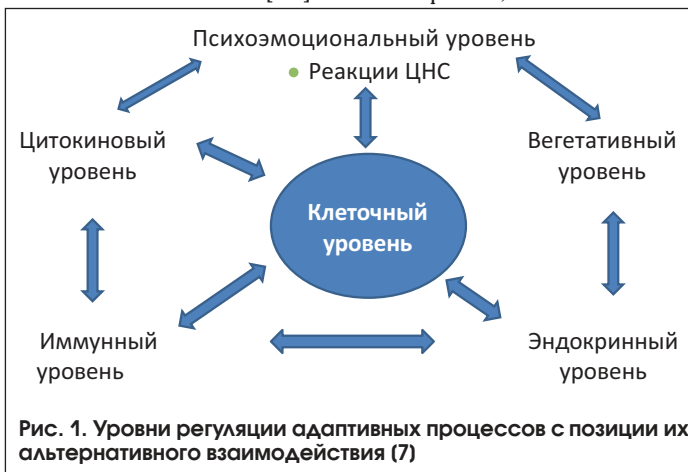 Психоэмоциональный уровень
• Реакции ЦНС
Цитокиновый
уровень
Вегетативный
уровень
Клеточный
уровень
Иммунный
уровень
Эндокринный
уровень
Рис. 1. Уровни регуляции адаптивных процессов с позиции их
альтернативного взаимодействия (7)